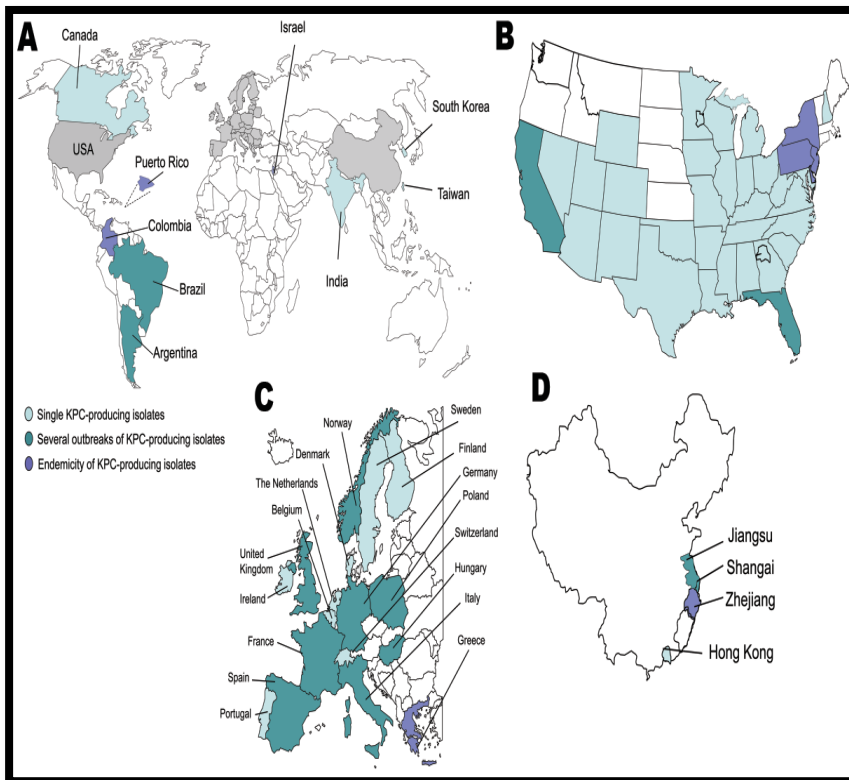 A
Canada
Israel
South Korea
USA
Puerto Rico
Taiwan
Colombia
India
Brazil
Argentina
Single KPC-producing isolates
Several outbreaks of KPC-producing isolates
Endemicity of KPC-producing isolates
B
C
Norway
Sweden
Denmark
Finland
The Netherlands
Germany
Belgium
Poland
United
Kingdom
Switzerland
Ireland
Hungary
Italy
France
Greece
Spain
Portugal
D
Jiangsu
Shangai
Zhejiang
Hong Kong